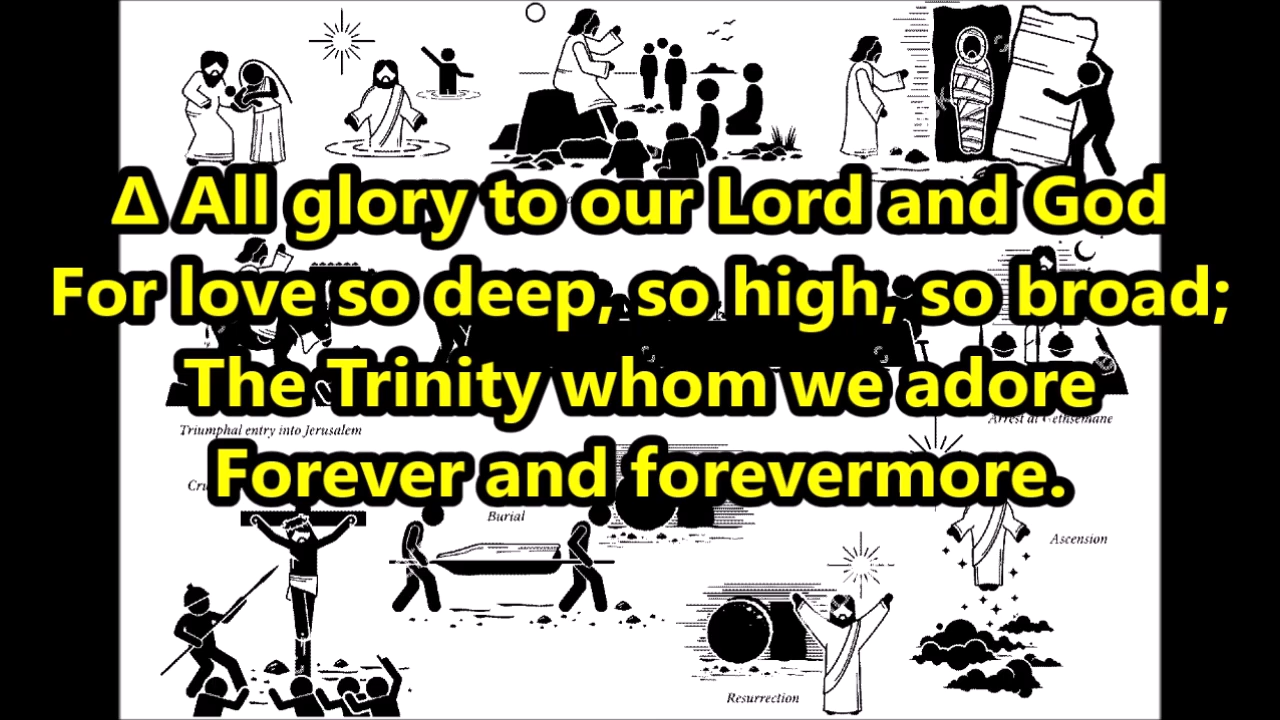 Δ All glory to our Lord and God
For love so deep, so high, so broad;
The Trinity whom we adore
Forever and forevermore.
Triumphal entry into Jerusalem
Arrest at Gethsemane
Burial
Ascension
Resurrection